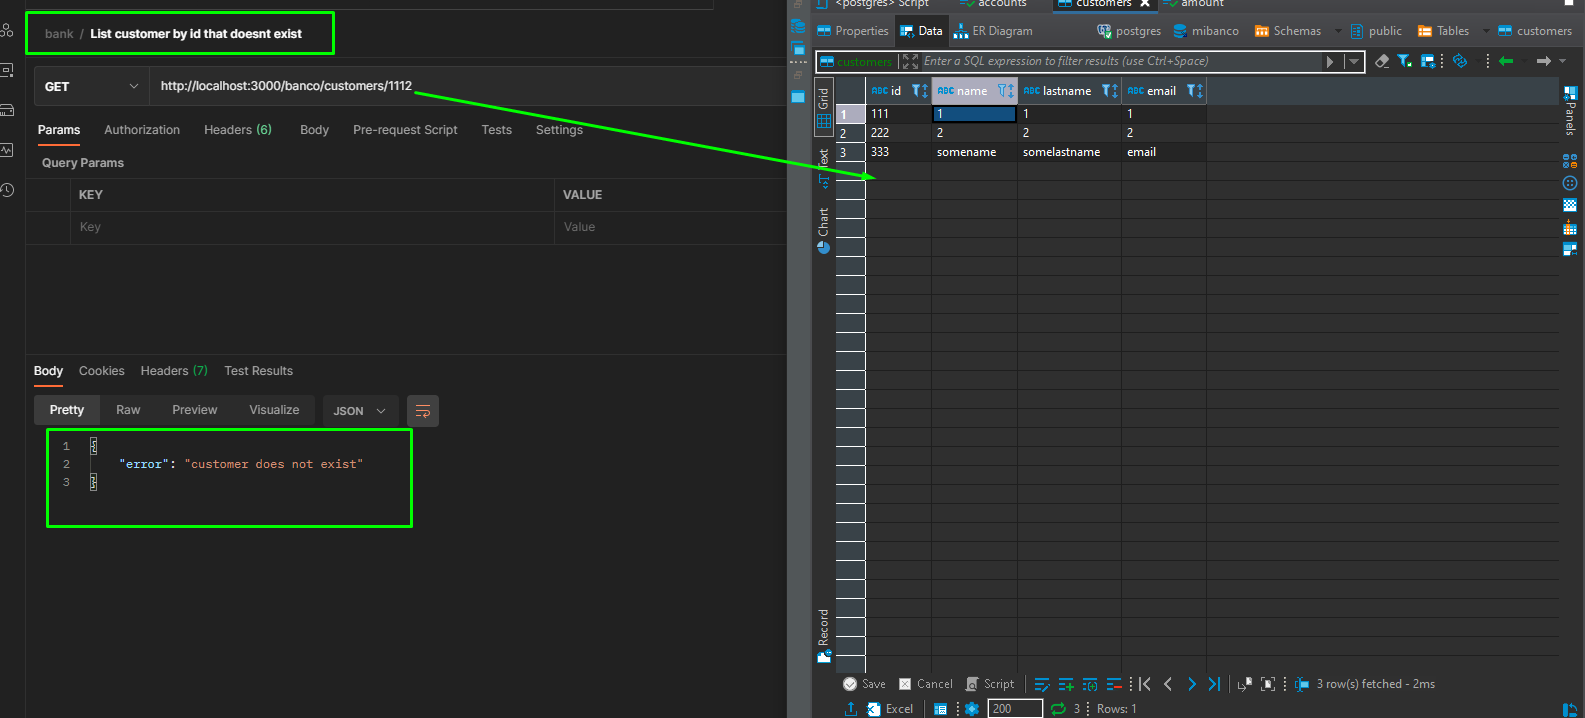 bank / List customer by id that doesnt exist
GET
http://localhost:3000/banco/customers/1112
Params Authorization Headers (6) Body Pre-request Script Tests Settings
Query Params
KEY VALUE
Key Value
Body Cookies Headers (7) Test Results
Pretty Raw Preview Visualize JSON
1 {
2 "error": "customer does not exist"
3 }
<postgres> Script accounts customers amount
Properties Data ER Diagram postgres mibanco Schemas public Tables customers
customers Enter a SQL expression to filter results (use Ctrl+Space)
Grid
Text
Chart
Record
Panels
ABC id ABC name ABC lastname ABC email
1 111 1 1 1
2 222 2 2 2
3 333 somename somelastname email
Save Cancel Script 3 row(s) fetched - 2ms
Excel 200 3 Rows: 1